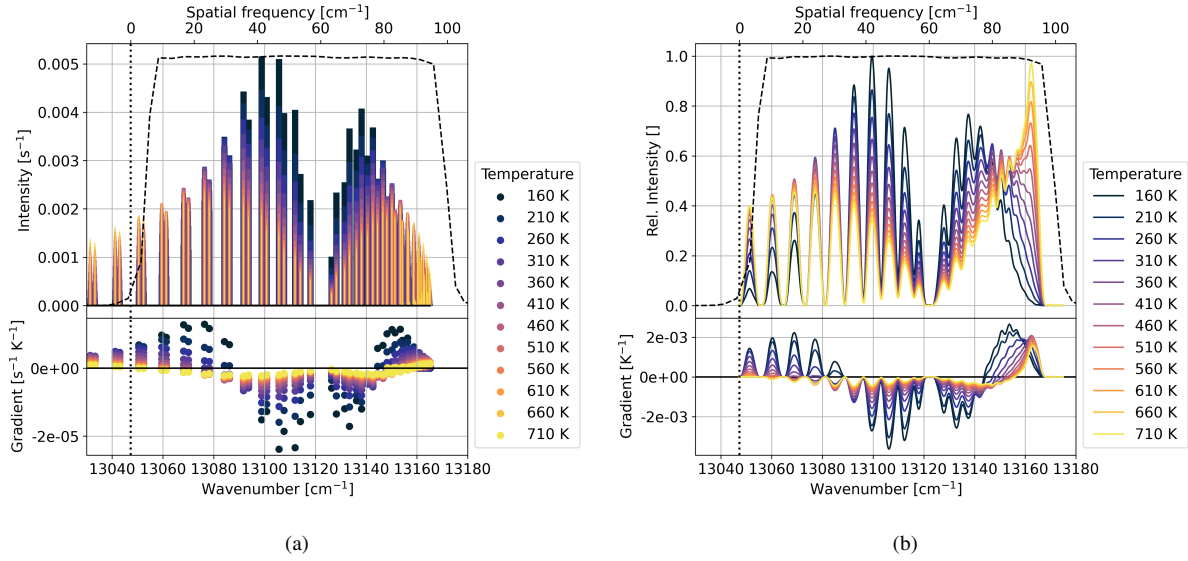 Spatial frequency [cm⁻¹]
0 20 40 60 80 100
0.005
0.004
0.003
0.002
0.001
0.000
Intensity [s⁻¹]
0e+00
-2e-05
Gradient [s⁻¹ K⁻¹]
13040 13060 13080 13100 13120 13140 13160 13180
Wavenumber [cm⁻¹]
Temperature
160 K
210 K
260 K
310 K
360 K
410 K
460 K
510 K
560 K
610 K
660 K
710 K
(a)
Spatial frequency [cm⁻¹]
0 20 40 60 80 100
1.0
0.8
0.6
0.4
0.2
0.0
Rel. Intensity []
2e-03
0e+00
-2e-03
Gradient [K⁻¹]
13040 13060 13080 13100 13120 13140 13160 13180
Wavenumber [cm⁻¹]
Temperature
160 K
210 K
260 K
310 K
360 K
410 K
460 K
510 K
560 K
610 K
660 K
710 K
(b)